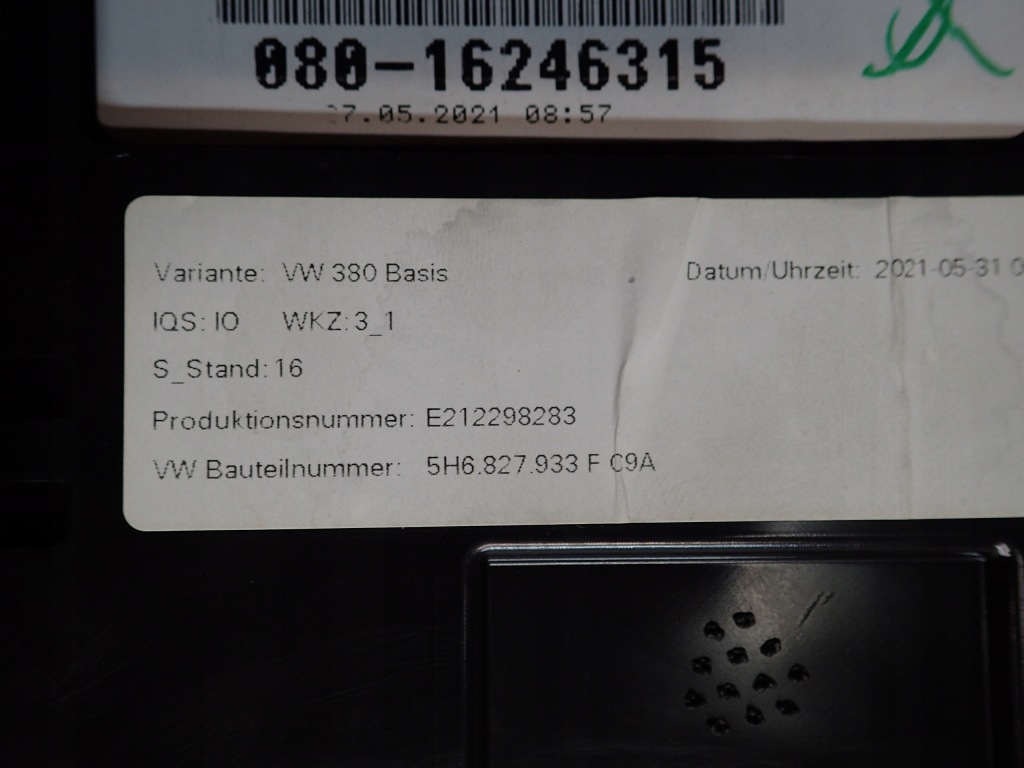 080-16246315
7.05.2021 08:57
Variante: VW 380 Basis Datum/Uhrzeit: 2021-05-31
IQS: IO WKZ: 3_1
S_Stand: 16
Produktionsnummer: E212298283
VW Bauteilnummer: 5H6.827.933 F C9A